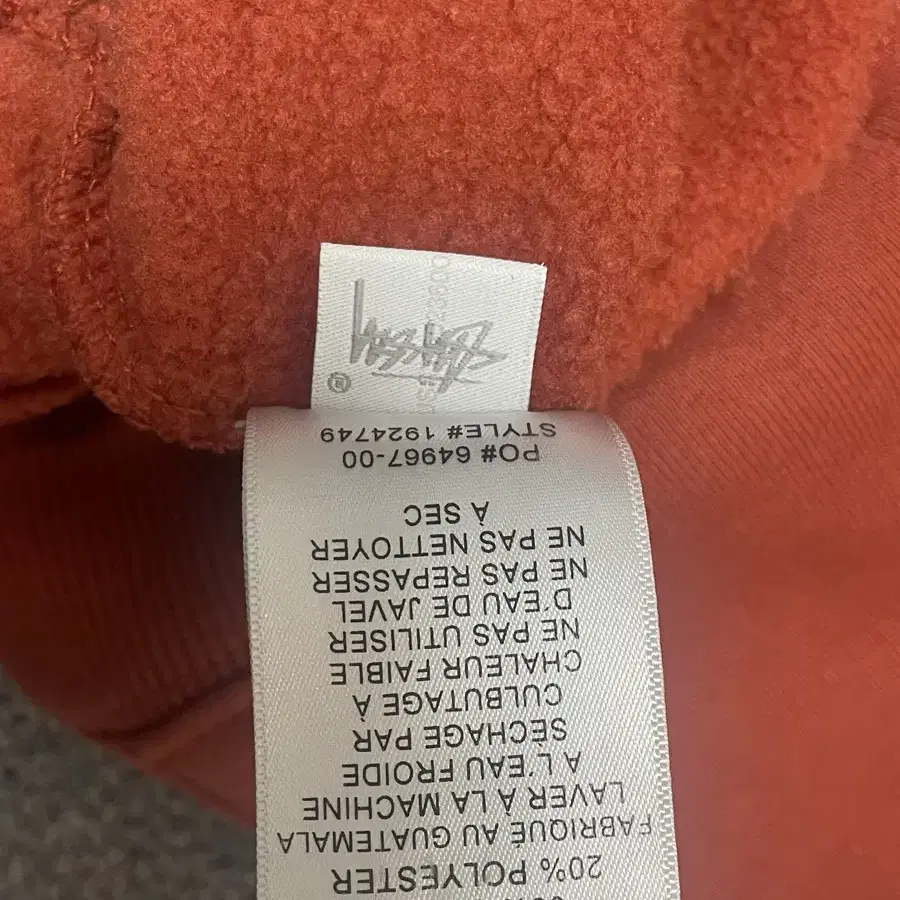 20% POLYESTER
FABRIQUÉ AU GUATEMALA
LAVER À LA MACHINE
A L'EAU FROIDE
SÉCHAGE PAR
CULBUTAGE À
CHALEUR FAIBLE
NE PAS UTILISER
D'EAU DE JAVEL
NE PAS REPASSER
NE PAS NETTOYER
À SEC
PO# 64967-00
STYLE# 1924749
Stüssy ®